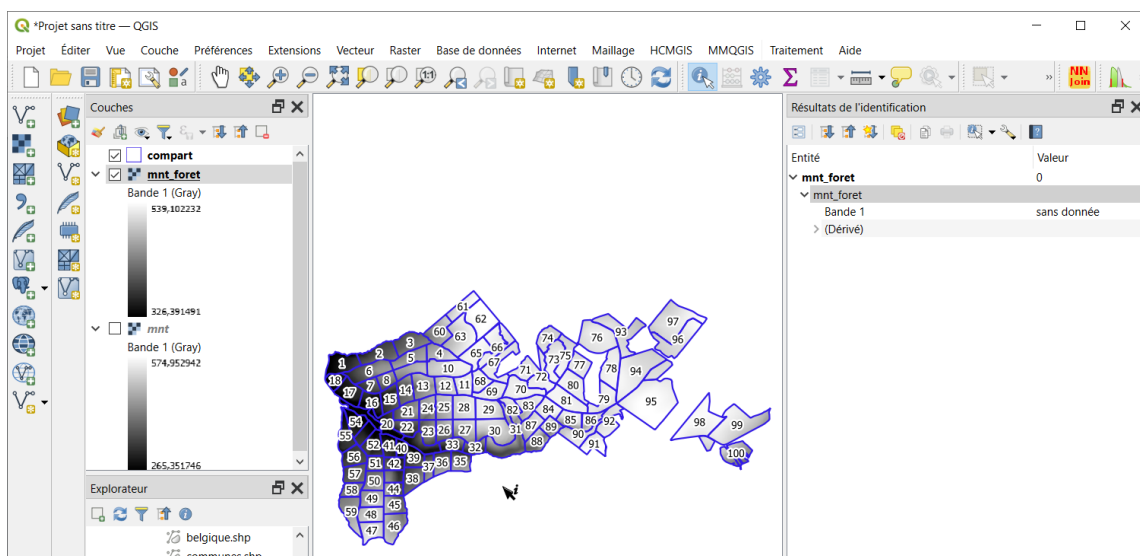 *Projet sans titre — QGIS
Projet Éditer Vue Couche Préférences Extensions Vecteur Raster Base de données Internet Maillage HCMGIS MMQGIS Traitement Aide
1:1 » NN Join
Couches
compart
mnt_foret
Bande 1 (Gray)
539,102232
326,391491
mnt
Bande 1 (Gray)
574,952942
265,351746
Explorateur
belgique.shp
communes.shp
61
62
97
60
63
93
96
3
74
76
2
66
4
5
65
73 75
1
67
77
78
94
10
71
6
72
18
7 8
13 12 11 68
80
14
69 70
17
79
95
16 15
81
24 25 28 29
83
21
82
84
54
85 86 92
98
99
20 22
87 89
23 26 27 30 31
55
90
88
91
52 41 40
33
32
56
39
100
51 42
37 36 35
57
50
38
58
44
49
45
59
48
47 46
Résultats de l'identification
Entité Valeur
mnt_foret 0
mnt_foret
Bande 1 sans donnée
(Dérivé)